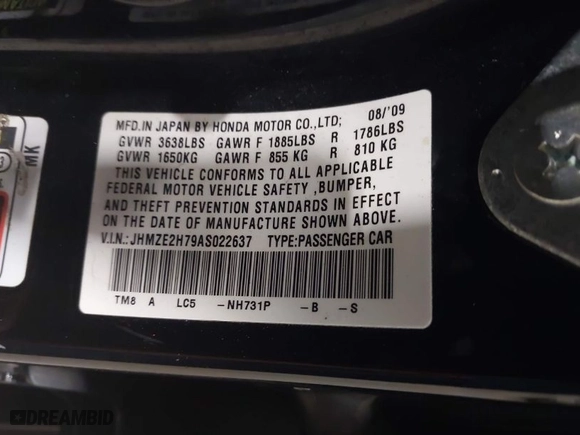 MFD.IN JAPAN BY HONDA MOTOR CO.,LTD; 08/'09
GVWR 3638LBS GAWR F 1885LBS R 1786LBS
GVWR 1650KG GAWR F 855 KG R 810 KG
THIS VEHICLE CONFORMS TO ALL APPLICABLE
FEDERAL MOTOR VEHICLE SAFETY ,BUMPER,
AND THEFT PREVENTION STANDARDS IN EFFECT
ON THE DATE OF MANUFACTURE SHOWN ABOVE.
V.I.N.: JHMZE2H79AS022637 TYPE:PASSENGER CAR
TM8 A LC5 -NH731P -B -S
MK
DREAMBID